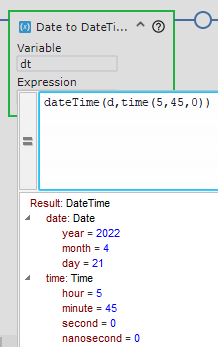 Date to DateTi...
Variable
dt
Expression
dateTime(d,time(5,45,0))
Result: DateTime
date: Date
year = 2022
month = 4
day = 21
time: Time
hour = 5
minute = 45
second = 0
nanosecond = 0